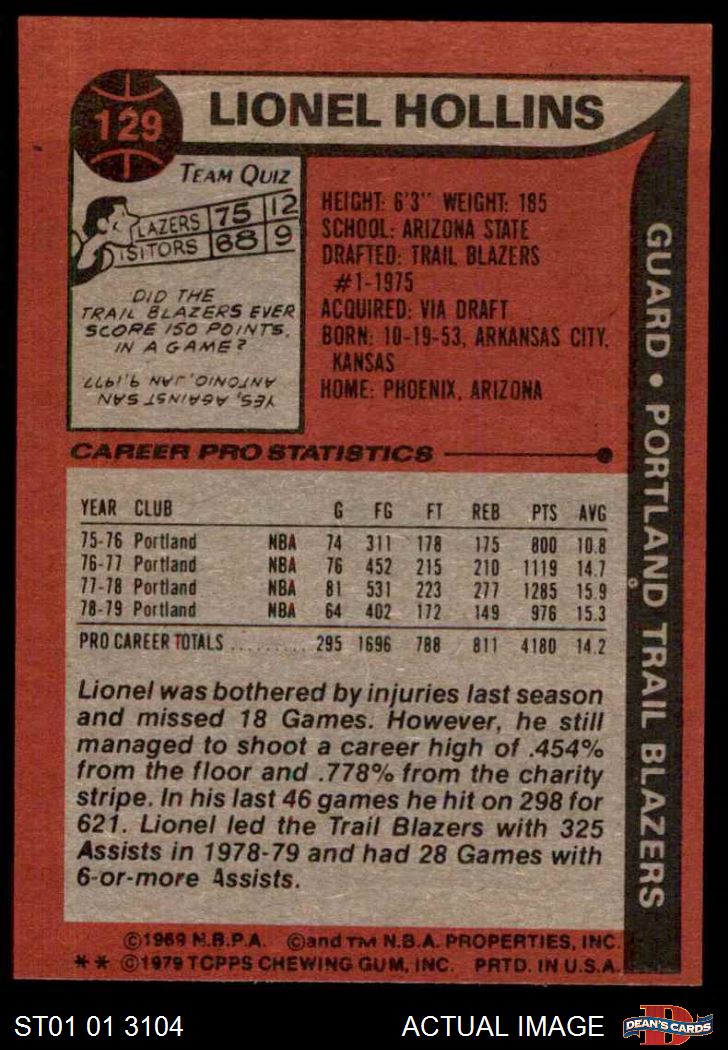 129
LIONEL HOLLINS
TEAM QUIZ
LAZERS 75 12
ISITORS 68 9
DID THE
TRAIL BLAZERS EVER
SCORE 150 POINTS.
IN A GAME?
YES, AGAINST SAN
ANTONIO, JAN 9, 1977
HEIGHT: 6'3" WEIGHT: 185
SCHOOL: ARIZONA STATE
DRAFTED: TRAIL BLAZERS
#1-1975
ACQUIRED: VIA DRAFT
BORN: 10-19-53, ARKANSAS CITY,
KANSAS
HOME: PHOENIX, ARIZONA
GUARD • PORTLAND TRAIL BLAZERS
CAREER PRO STATISTICS
YEAR CLUB G FG FT REB PTS AVG
75-76 Portland NBA 74 311 178 175 800 10.8
76-77 Portland NBA 76 452 215 210 1119 14.7
77-78 Portland NBA 81 531 223 277 1285 15.9
78-79 Portland NBA 64 402 172 149 976 15.3
PRO CAREER TOTALS ......... 295 1696 788 811 4180 14.2
Lionel was bothered by injuries last season
and missed 18 Games. However, he still
managed to shoot a career high of .454%
from the floor and .778% from the charity
stripe. In his last 46 games he hit on 298 for
621. Lionel led the Trail Blazers with 325
Assists in 1978-79 and had 28 Games with
6-or-more Assists.
©1969 N.B.P.A. ©and TM N.B.A. PROPERTIES, INC.
** ©1979 TOPPS CHEWING GUM, INC. PRTD. IN U.S.A.
ST01 01 3104 ACTUAL IMAGE
D
DEAN'S CARDS